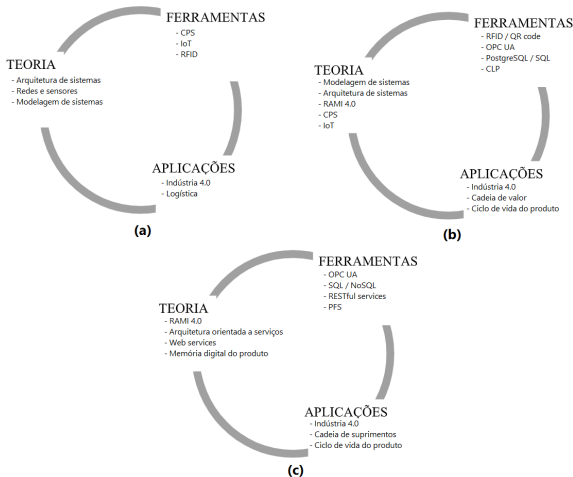 FERRAMENTAS
- CPS
- IoT
- RFID
TEORIA
- Arquitetura de sistemas
- Redes e sensores
- Modelagem de sistemas
APLICAÇÕES
- Indústria 4.0
- Logística
(a)
FERRAMENTAS
- RFID / QR code
- OPC UA
- PostgreSQL / SQL
- CLP
TEORIA
- Modelagem de sistemas
- Arquitetura de sistemas
- RAMI 4.0
- CPS
- IoT
APLICAÇÕES
- Indústria 4.0
- Cadeia de valor
- Ciclo de vida do produto
(b)
FERRAMENTAS
- OPC UA
- SQL / NoSQL
- RESTful services
- PFS
TEORIA
- RAMI 4.0
- Arquitetura orientada a serviços
- Web services
- Memória digital do produto
APLICAÇÕES
- Indústria 4.0
- Cadeia de suprimentos
- Ciclo de vida do produto
(c)